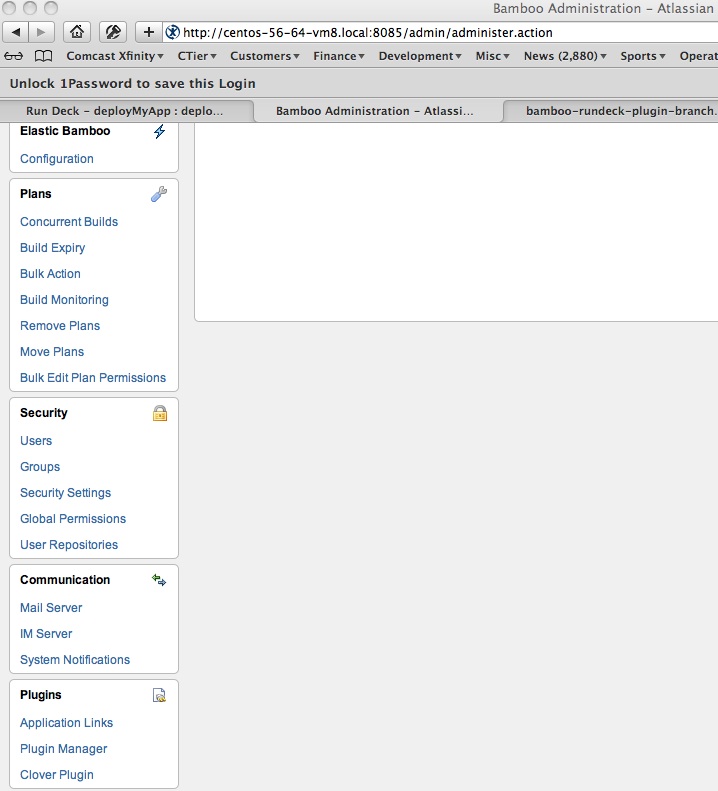 Bamboo Administration – Atlassian
http://centos-56-64-vm8.local:8085/admin/administer.action
Comcast Xfinity▾ CTier▾ Customers▾ Finance▾ Development▾ Misc▾ News (2,880)▾ Sports▾ Operat
Unlock 1Password to save this Login
Run Deck – deployMyApp : deplo... Bamboo Administration – Atlassi... bamboo-rundeck-plugin-branch.
Elastic Bamboo
Configuration
Plans
Concurrent Builds
Build Expiry
Bulk Action
Build Monitoring
Remove Plans
Move Plans
Bulk Edit Plan Permissions
Security
Users
Groups
Security Settings
Global Permissions
User Repositories
Communication
Mail Server
IM Server
System Notifications
Plugins
Application Links
Plugin Manager
Clover Plugin